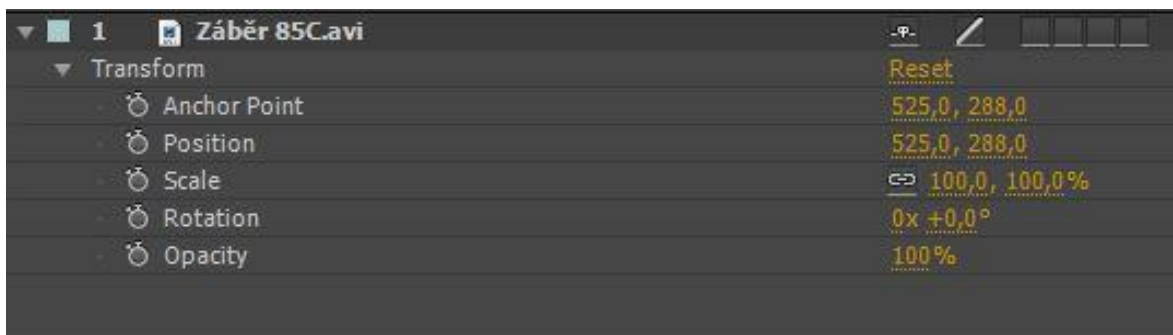 1 Záběr 85C.avi
Transform Reset
Anchor Point 525,0, 288,0
Position 525,0, 288,0
Scale 100,0, 100,0%
Rotation 0x +0,0°
Opacity 100%